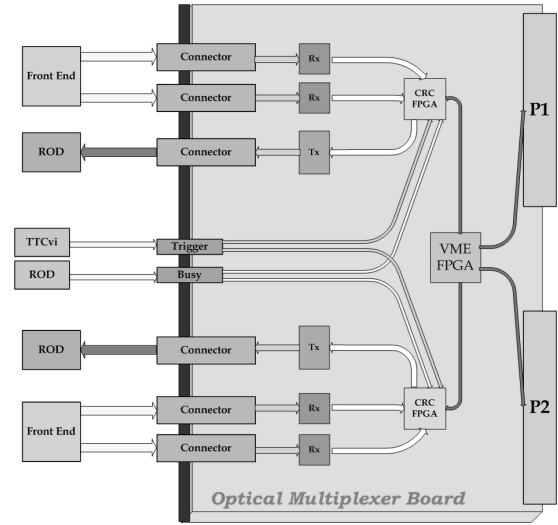 Front End
Connector
Rx
Connector
Rx
CRC
FPGA
P1
ROD
Connector
Tx
TTCvi
Trigger
ROD
Busy
VME
FPGA
ROD
Connector
Tx
Front End
Connector
Rx
CRC
FPGA
P2
Connector
Rx
Optical Multiplexer Board